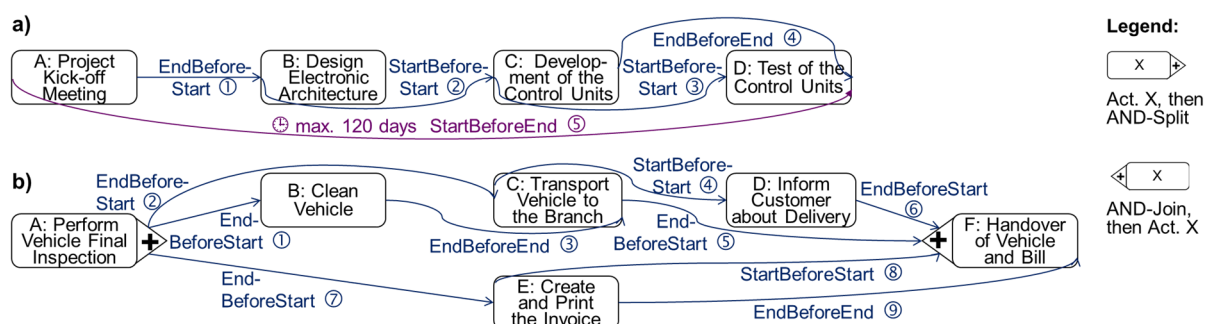 a)
A: Project
Kick-off
Meeting
EndBefore-
Start ①
B: Design
Electronic
Architecture
StartBefore-
Start ②
C: Develop-
ment of the
Control Units
EndBeforeEnd ④
StartBefore-
Start ③
D: Test of the
Control Units
max. 120 days StartBeforeEnd ⑤
b)
A: Perform
Vehicle Final
Inspection
EndBefore-
Start ②
B: Clean
Vehicle
End-
BeforeStart ①
EndBeforeEnd ③
C: Transport
Vehicle to
the Branch
StartBefore-
Start ④
D: Inform
Customer
about Delivery
End-
BeforeStart ⑤
EndBeforeStart
⑥
F: Handover
of Vehicle
and Bill
End-
BeforeStart ⑦
E: Create
and Print
the Invoice
StartBeforeStart ⑧
EndBeforeEnd ⑨
Legend:
X
Act. X, then
AND-Split
X
AND-Join,
then Act. X